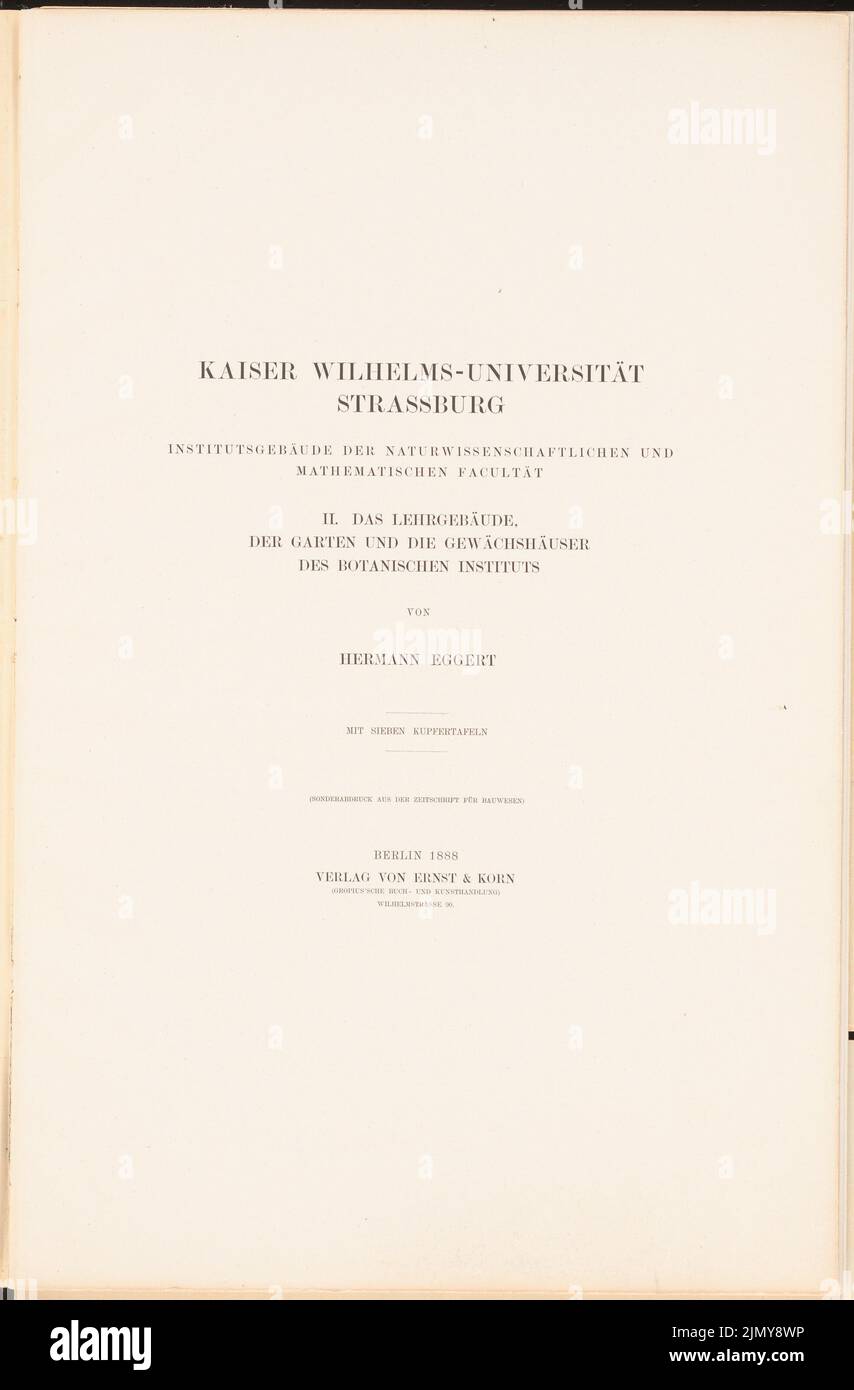 KAISER WILHELMS-UNIVERSITÄT
STRASSBURG
INSTITUTSGEBÄUDE DER NATURWISSENSCHAFTLICHEN UND
MATHEMATISCHEN FACULTÄT
II. DAS LEHRGEBÄUDE,
DER GARTEN UND DIE GEWÄCHSHÄUSER
DES BOTANISCHEN INSTITUTS
VON
HERMANN EGGERT
MIT SIEBEN KUPFERTAFELN
(SONDERABDRUCK AUS DER ZEITSCHRIFT FÜR BAUWESEN)
BERLIN 1888
VERLAG VON ERNST & KORN
(GROPIUS'SCHE BUCH- UND KUNSTHANDLUNG)
WILHELMSTRASSE 90.
alamy
Image ID: 2JMY8WP
www.alamy.com